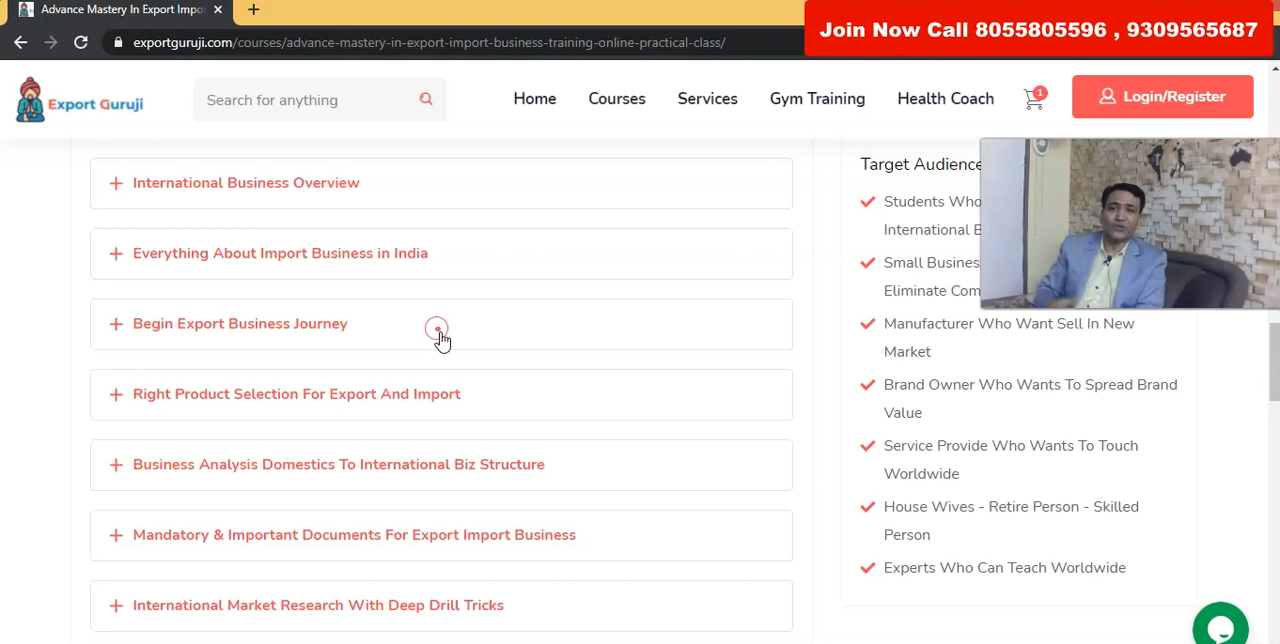 Advance Mastery In Export Impo
Join Now Call 8055805596 , 9309565687
exportguruji.com/courses/advance-mastery-in-export-import-business-training-online-practical-class/
Export Guruji
Search for anything
Home
Courses
Services
Gym Training
Health Coach
1
Login/Register
International Business Overview
Everything About Import Business in India
Begin Export Business Journey
Right Product Selection For Export And Import
Business Analysis Domestics To International Biz Structure
Mandatory & Important Documents For Export Import Business
International Market Research With Deep Drill Tricks
Target Audience
Students Who
International B
Small Business
Eliminate Com
Manufacturer Who Want Sell In New
Market
Brand Owner Who Wants To Spread Brand
Value
Service Provide Who Wants To Touch
Worldwide
House Wives - Retire Person - Skilled
Person
Experts Who Can Teach Worldwide